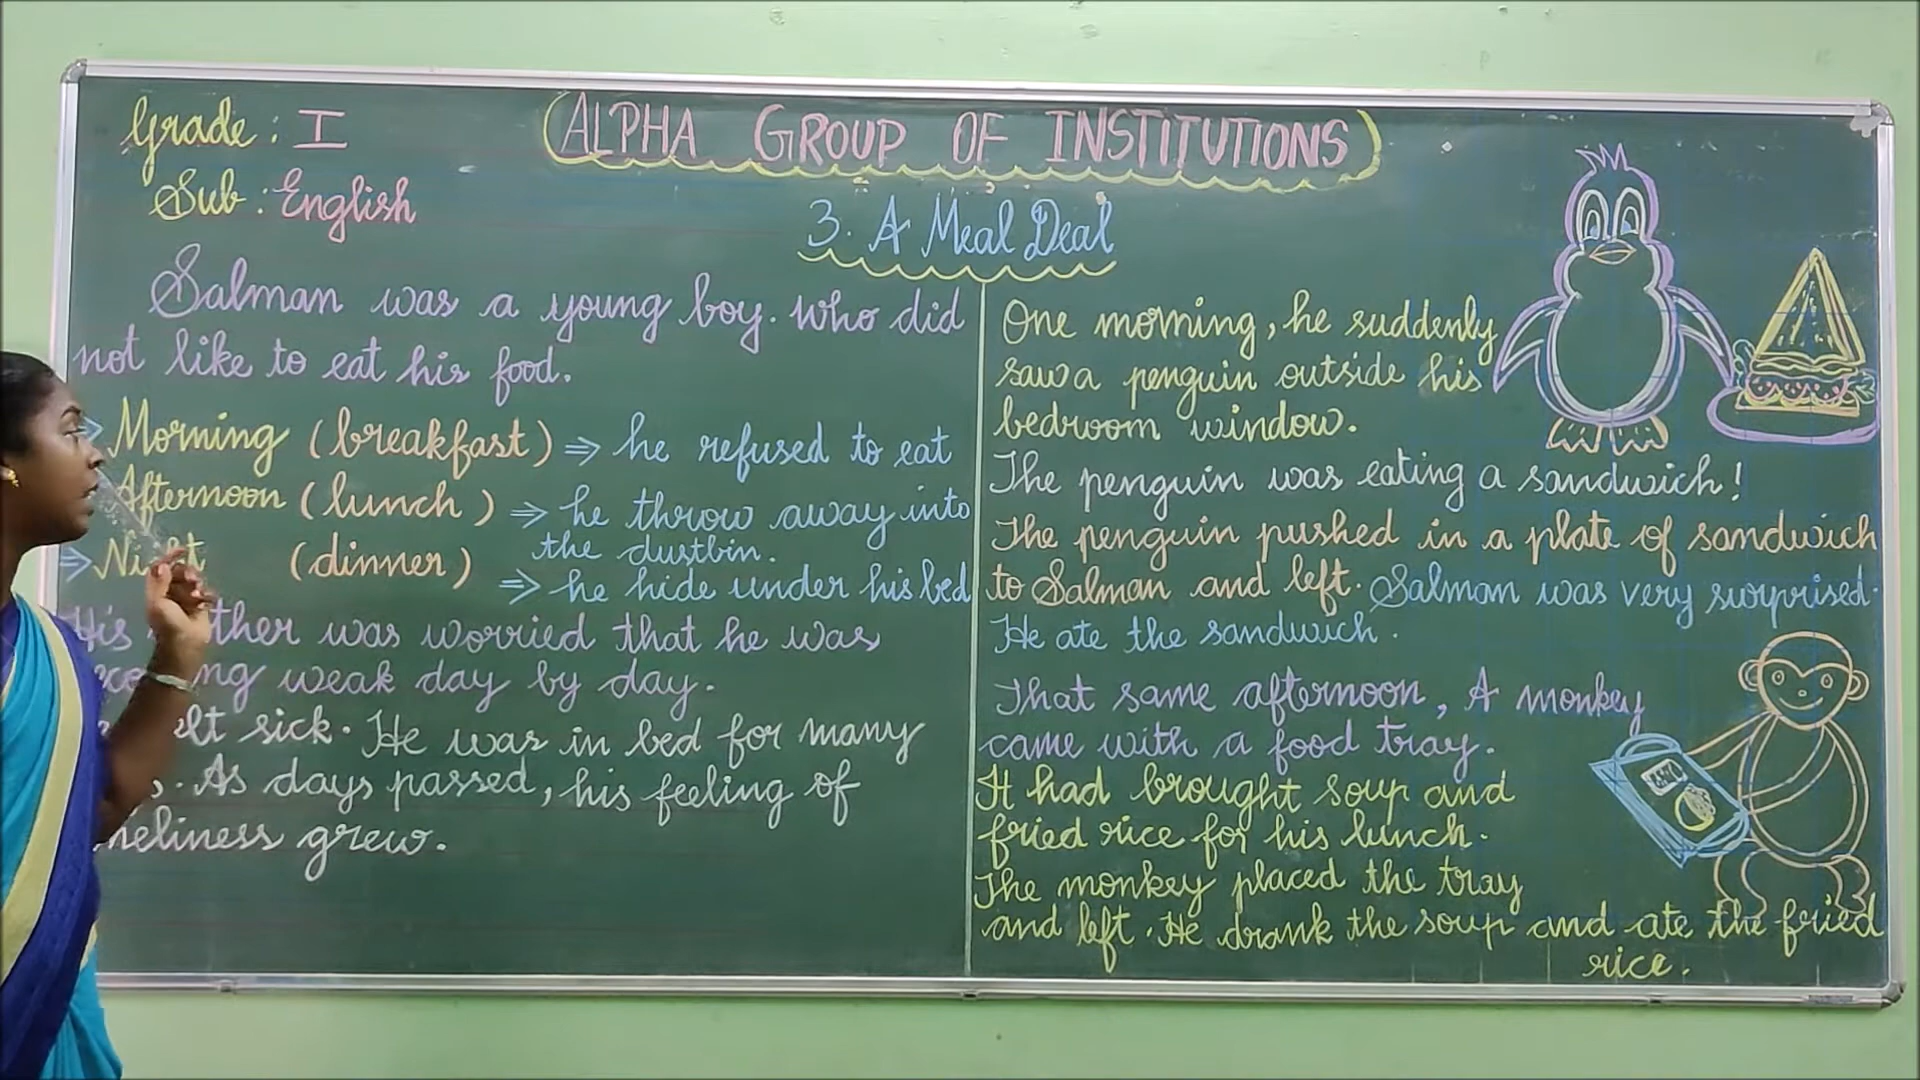 Grade : I
Sub : English
ALPHA GROUP OF INSTITUTIONS
3. A Meal Deal
Salman was a young boy. Who did
not like to eat his food.
⇒ Morning (breakfast) ⇒ he refused to eat
Afternoon (lunch) ⇒ he throw away into
the dustbin.
⇒ (dinner) ⇒ he hide under his bed
His was worried that he was
weak day by day.
sick. He was in bed for many
As days passed, his feeling of
grew.
One morning, he suddenly
saw a penguin outside his
bedroom window.
The penguin was eating a sandwich!
The penguin pushed in a plate of sandwich
to Salman and left. Salman was very surprised.
He ate the sandwich.
That same afternoon, A monkey
came with a food tray.
It had brought soup and
fried rice for his lunch.
The monkey placed the tray
and left. He drank the soup and ate the fried
rice.